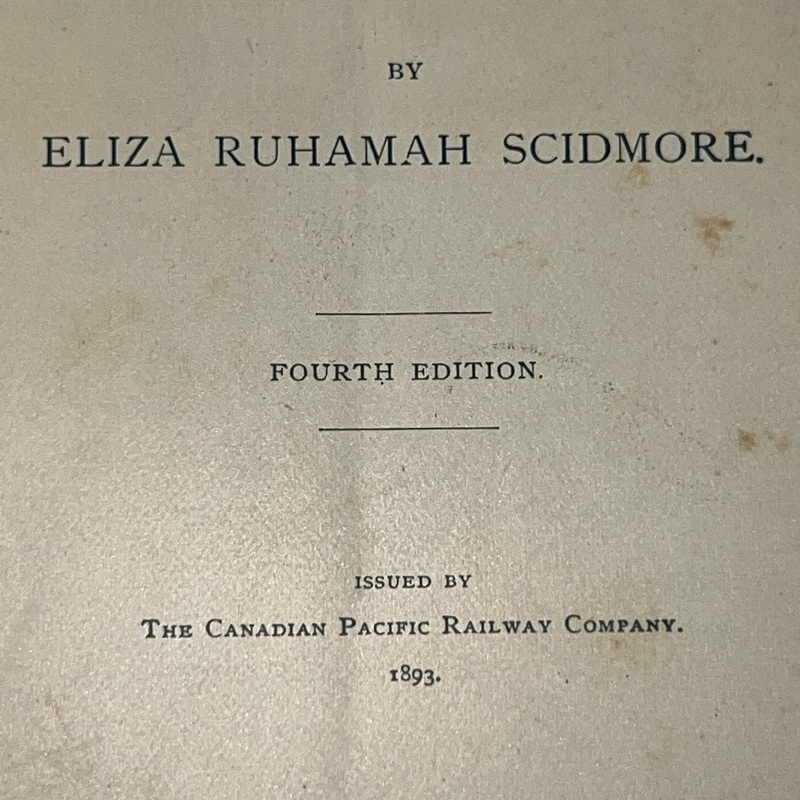 BY
ELIZA RUHAMAH SCIDMORE.
FOURTH EDITION.
ISSUED BY
THE CANADIAN PACIFIC RAILWAY COMPANY.
1893.